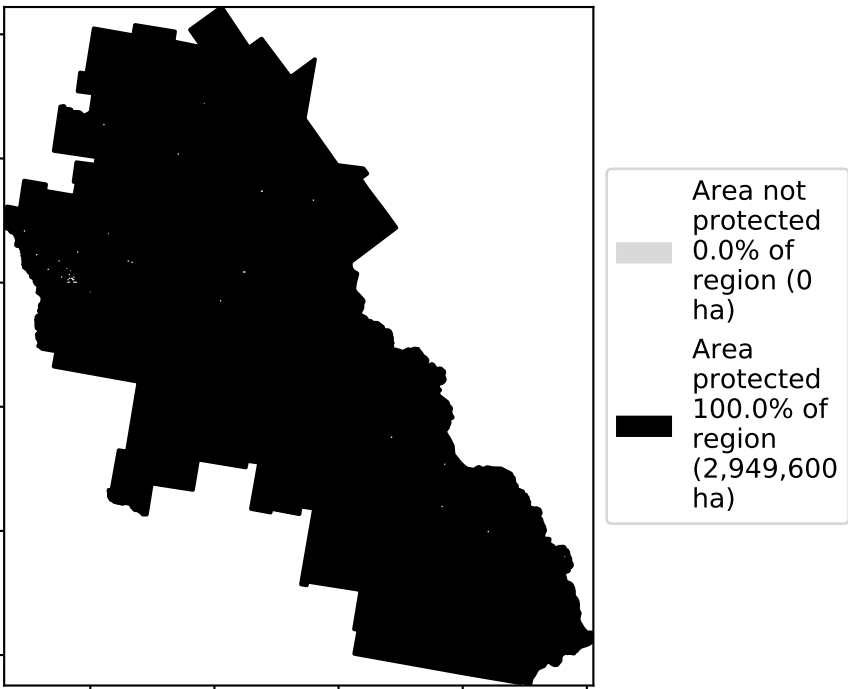 Area not
protected
0.0% of
region (0
ha)
Area
protected
100.0% of
region
(2,949,600
ha)